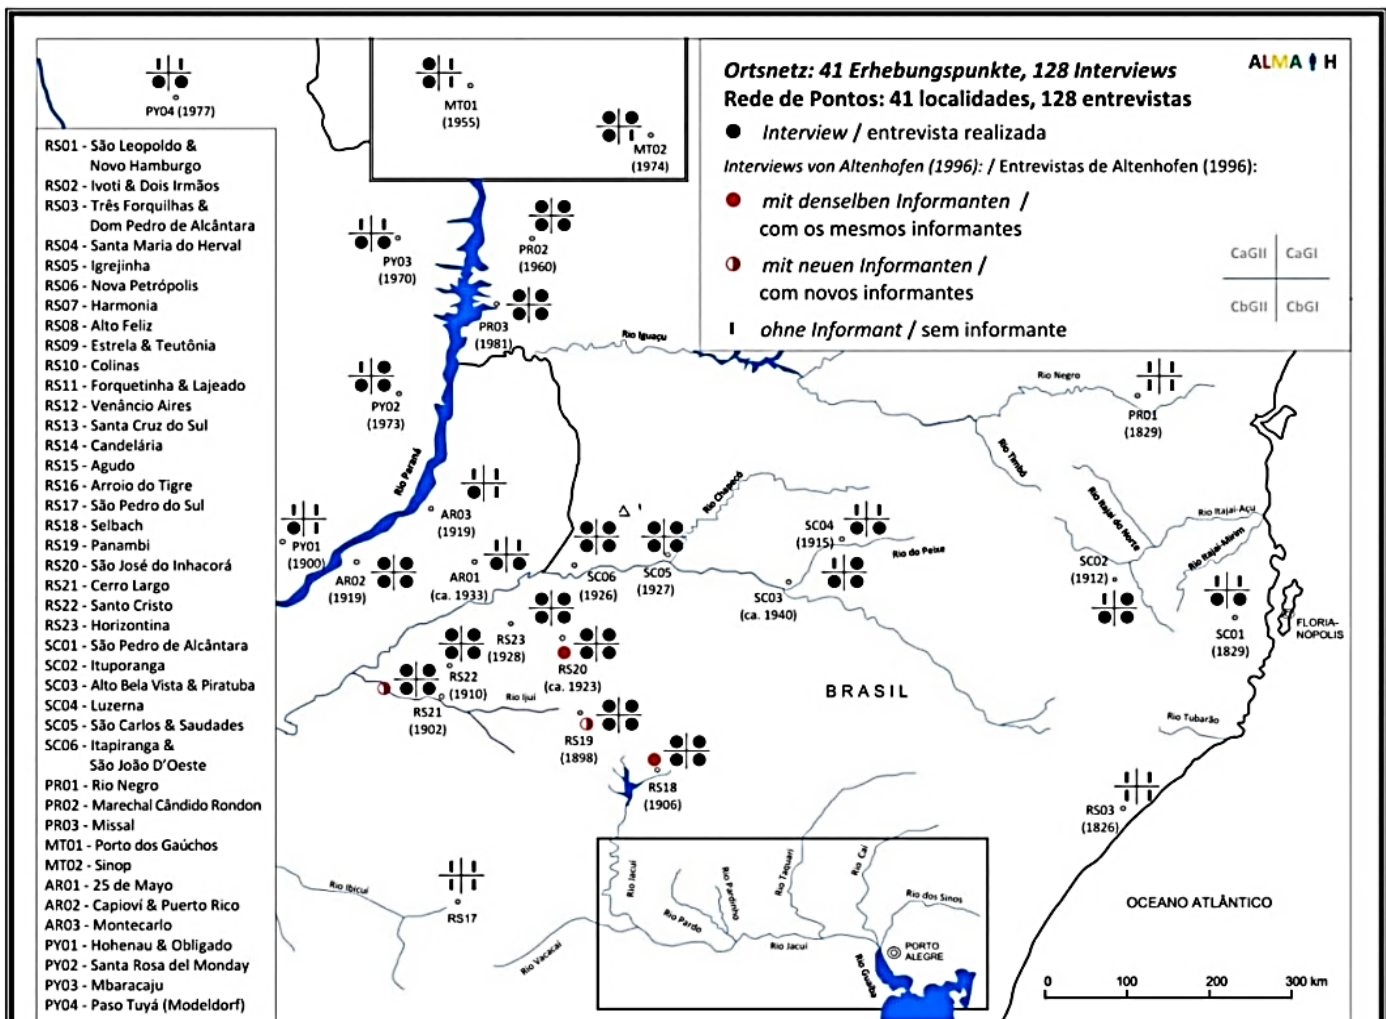 ALMA H
Ortsnetz: 41 Erhebungspunkte, 128 Interviews
Rede de Pontos: 41 localidades, 128 entrevistas
Interview / entrevista realizada
Interviews von Altenhofen (1996): / Entrevistas de Altenhofen (1996):
mit denselben Informanten /
com os mesmos informantes
mit neuen Informanten /
com novos informantes
ohne Informant / sem informante
CaGII CaGI
CbGII CbGI
RS01 - São Leopoldo &
Novo Hamburgo
RS02 - Ivoti & Dois Irmãos
RS03 - Três Forquilhas &
Dom Pedro de Alcântara
RS04 - Santa Maria do Herval
RS05 - Igrejinha
RS06 - Nova Petrópolis
RS07 - Harmonia
RS08 - Alto Feliz
RS09 - Estrela & Teutônia
RS10 - Colinas
RS11 - Forquetinha & Lajeado
RS12 - Venâncio Aires
RS13 - Santa Cruz do Sul
RS14 - Candelária
RS15 - Agudo
RS16 - Arroio do Tigre
RS17 - São Pedro do Sul
RS18 - Selbach
RS19 - Panambi
RS20 - São José do Inhacorá
RS21 - Cerro Largo
RS22 - Santo Cristo
RS23 - Horizontina
SC01 - São Pedro de Alcântara
SC02 - Ituporanga
SC03 - Alto Bela Vista & Piratuba
SC04 - Luzerna
SC05 - São Carlos & Saudades
SC06 - Itapiranga &
São João D'Oeste
PR01 - Rio Negro
PR02 - Marechal Cândido Rondon
PR03 - Missal
MT01 - Porto dos Gaúchos
MT02 - Sinop
AR01 - 25 de Mayo
AR02 - Capioví & Puerto Rico
AR03 - Montecarlo
PY01 - Hohenau & Obligado
PY02 - Santa Rosa del Monday
PY03 - Mbaracaju
PY04 - Paso Tuyá (Modeldorf)
PY04 (1977)
MT01
(1955)
MT02
(1974)
PY03
(1970)
PR02
(1960)
PR03
(1981)
Rio Iguaçu
PY02
(1973)
Rio Negro
PR01
(1829)
Rio Paraná
Rio Timbó
Rio Chapecó
Rio Itajaí do Norte
Rio Itajaí-Açu
Rio Itajaí-Mirim
AR03
(1919)
SC04
(1915)
Rio do Peixe
PY01
(1900)
AR02
(1919)
AR01
(ca. 1933)
SC06
(1926)
SC05
(1927)
SC03
(ca. 1940)
SC02
(1912)
SC01
(1829)
FLORIA-
NÓPOLIS
RS23
(1928)
RS22
(1910)
RS20
(ca. 1923)
RS21
(1902)
Rio Ijuí
BRASIL
RS19
(1898)
Rio Tubarão
RS18
(1906)
RS03
(1826)
Rio Ibicuí
RS17
Rio Vacacaí
Rio Jacuí
Rio Pardo
Rio Pardinho
Rio Taquari
Rio Caí
Rio dos Sinos
Rio Jacuí
PORTO
ALEGRE
Rio Guaíba
OCEANO ATLÂNTICO
0 100 200 300 km